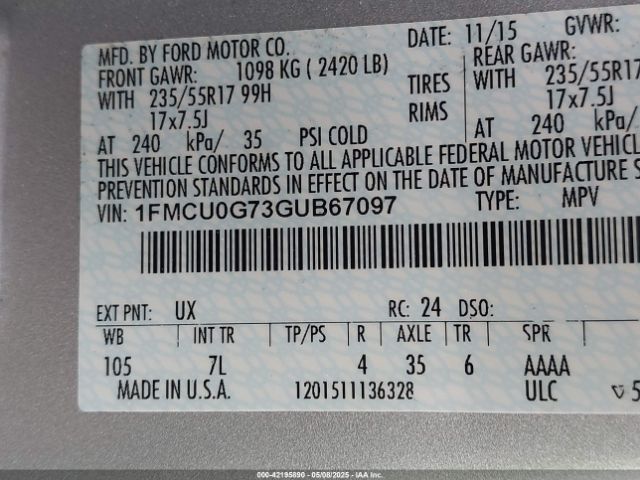 MFD. BY FORD MOTOR CO. DATE: 11/15 GVWR:
FRONT GAWR: 1098 KG ( 2420 LB) REAR GAWR:
WITH 235/55R17 99H TIRES WITH 235/55R17
17x7.5J RIMS 17x7.5J
AT 240 kPa/ 35 PSI COLD AT 240 kPa/
THIS VEHICLE CONFORMS TO ALL APPLICABLE FEDERAL MOTOR VEHICL
PREVENTION STANDARDS IN EFFECT ON THE DATE OF MANUFACTURE S
VIN: 1FMCU0G73GUB67097 TYPE: MPV
EXT PNT: UX RC: 24 DSO:
WB INT TR TP/PS R AXLE TR SPR
105 7L 4 35 6 AAAA
MADE IN U.S.A. 1201511136328 ULC 5
000-42195890 - 05/08/2025 - IAAI.COM